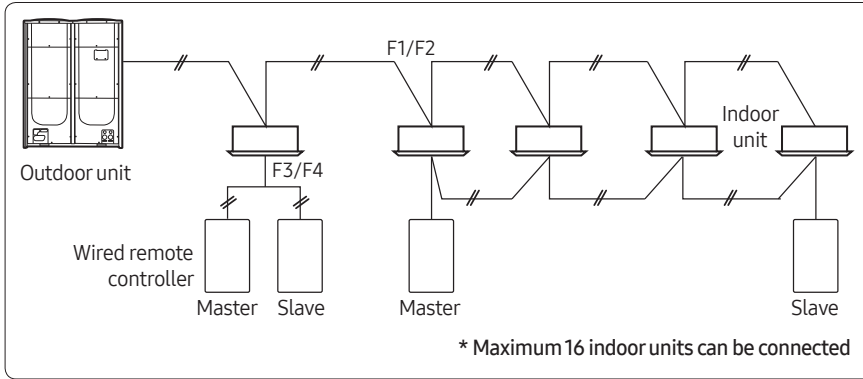 F1/F2
Indoor
unit
Outdoor unit
F3/F4
Wired remote
controller
Master
Slave
Master
Slave
* Maximum 16 indoor units can be connected